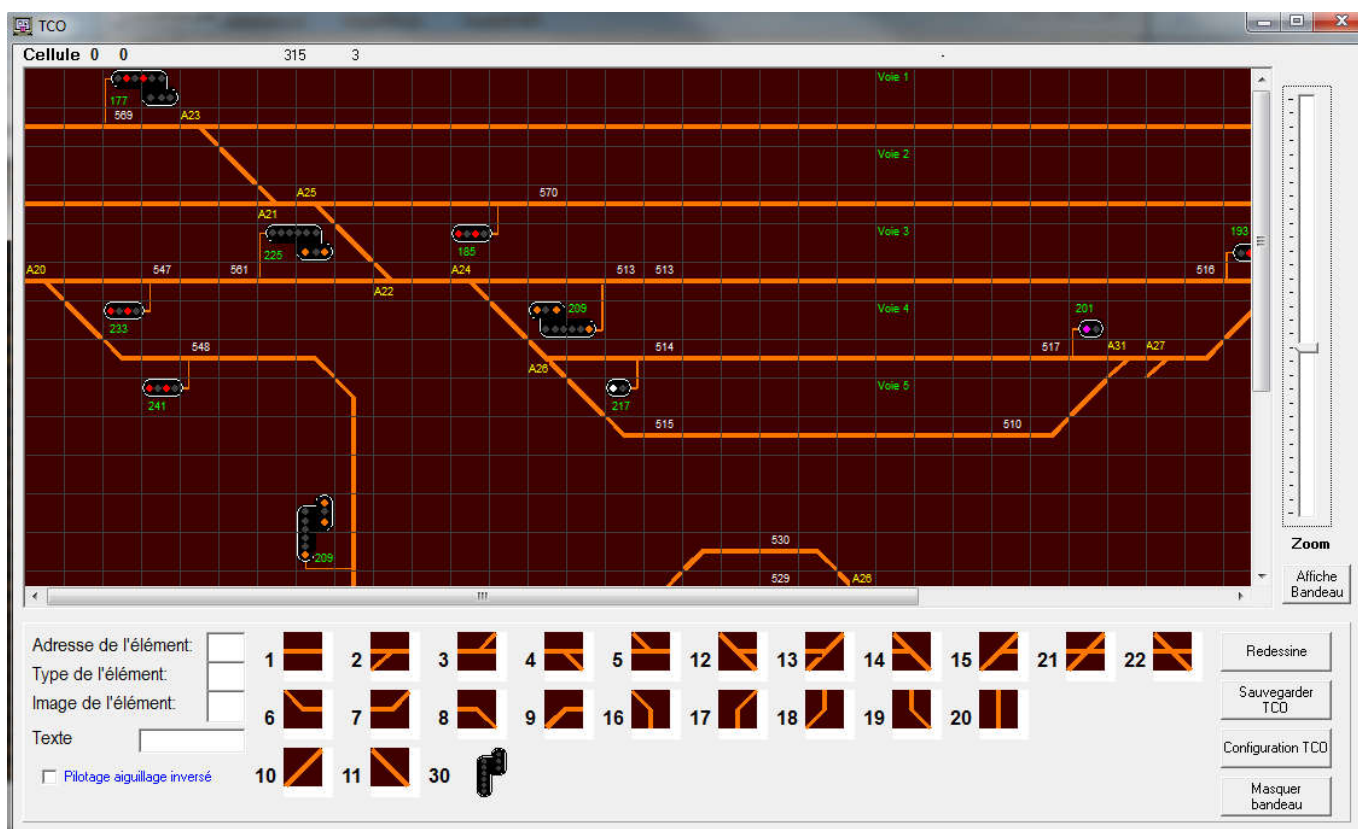 TCO
Cellule 0 0 315 3
Voie 1
177
569 A23
Voie 2
A25 570
A21
Voie 3 193
225 185
A20 547 561 A24 513 513 516
A22
209 Voie 4 201
233
548 514 517 A31 A27
A26
Voie 5
241 217
515 510
530
209
529 A26
Zoom
Affiche
Bandeau
Adresse de l'élément:
Type de l'élément:
Image de l'élément:
Texte
Pilotage aiguillage inversé
1 2 3 4 5 12 13 14 15 21 22
6 7 8 9 16 17 18 19 20
10 11 30
Redessine
Sauvegarder
TCO
Configuration TCO
Masquer
bandeau